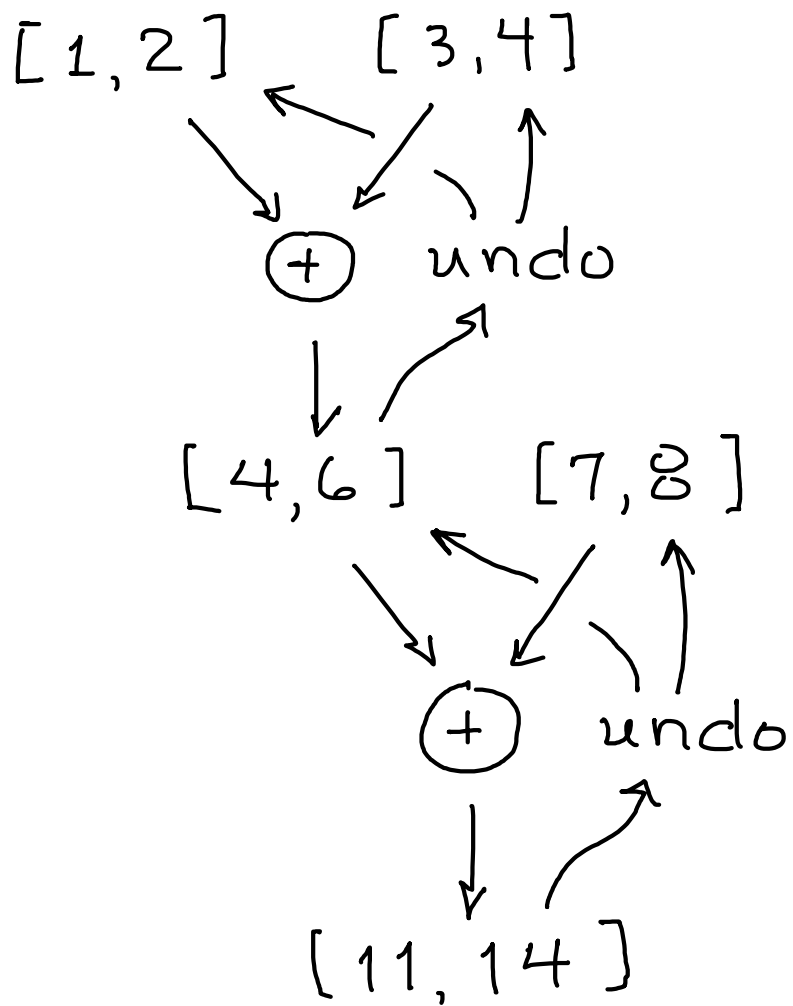 [1,2] [3,4]
+ undo
[4,6] [7,8]
+ undo
[11,14]